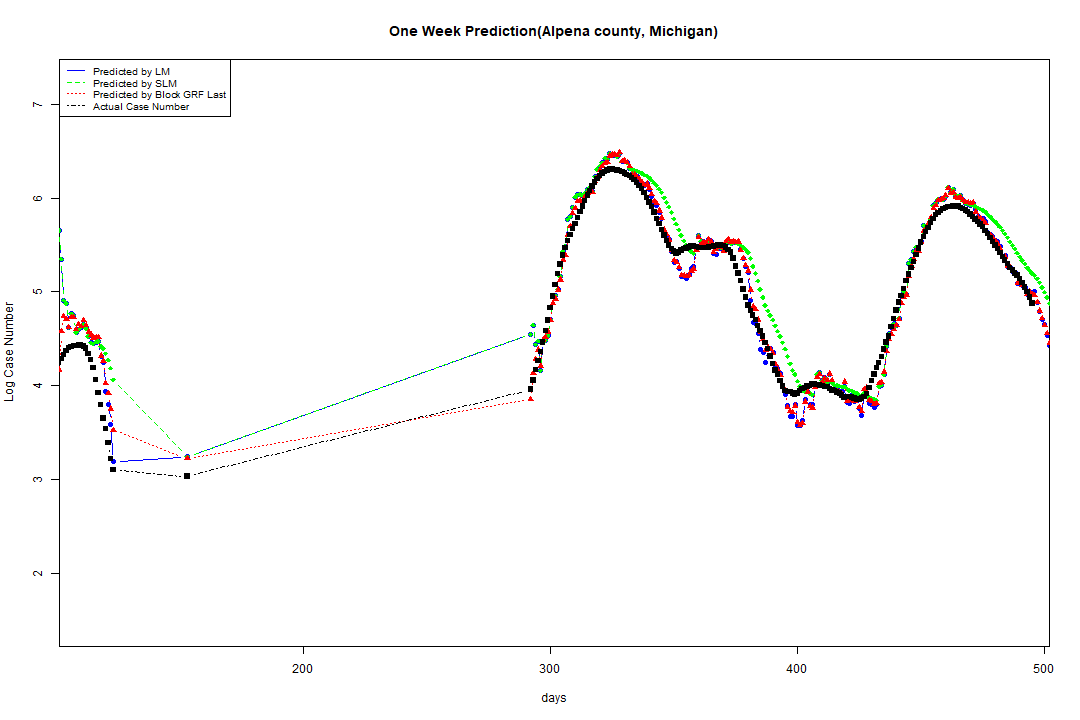 One Week Prediction(Alpena county, Michigan)
Predicted by LM
Predicted by SLM
Predicted by Block GRF Last
Actual Case Number
Log Case Number
7
6
5
4
3
2
200 300 400 500
days